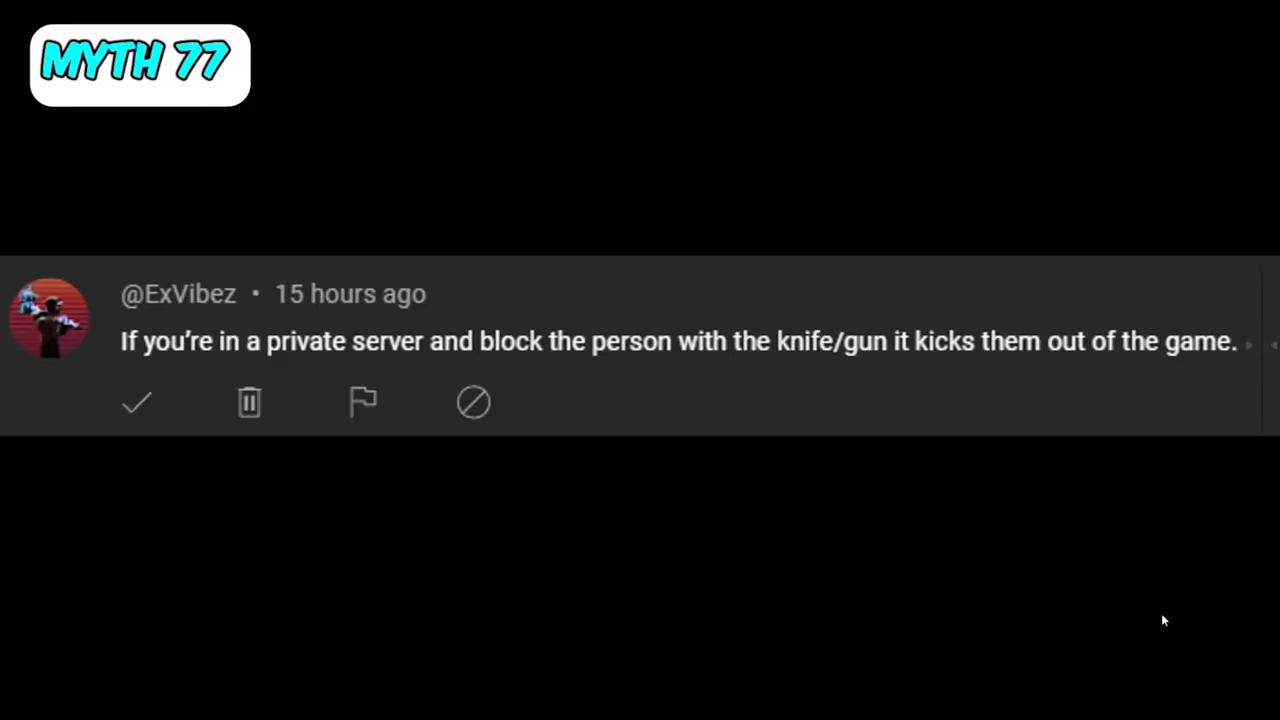 MYTH 77
@ExVibez • 15 hours ago
If you're in a private server and block the person with the knife/gun it kicks them out of the game.